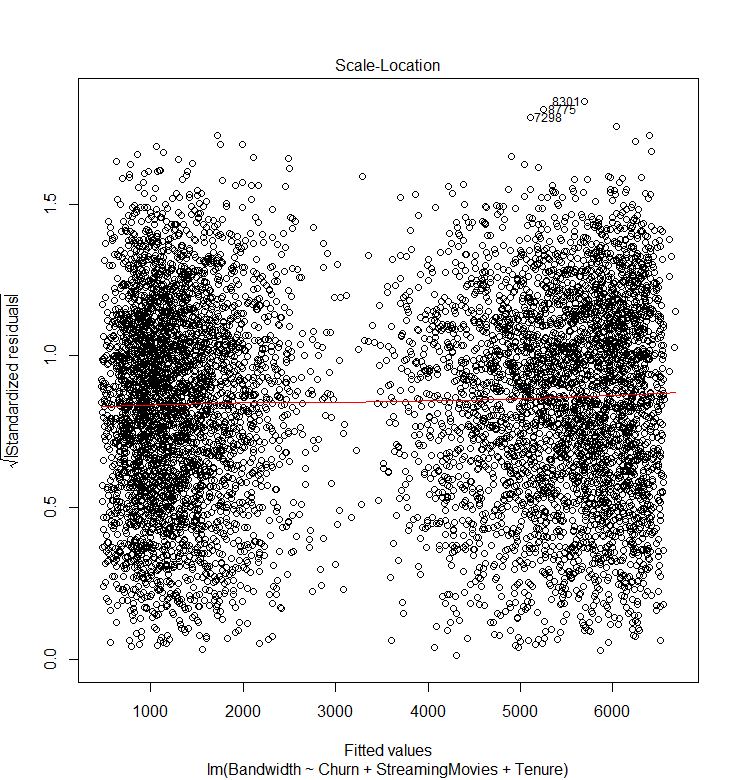 Scale-Location
8301
8775
7298
√|Standardized residuals|
1.5
1.0
0.5
0.0
1000 2000 3000 4000 5000 6000
Fitted values
lm(Bandwidth ~ Churn + StreamingMovies + Tenure)